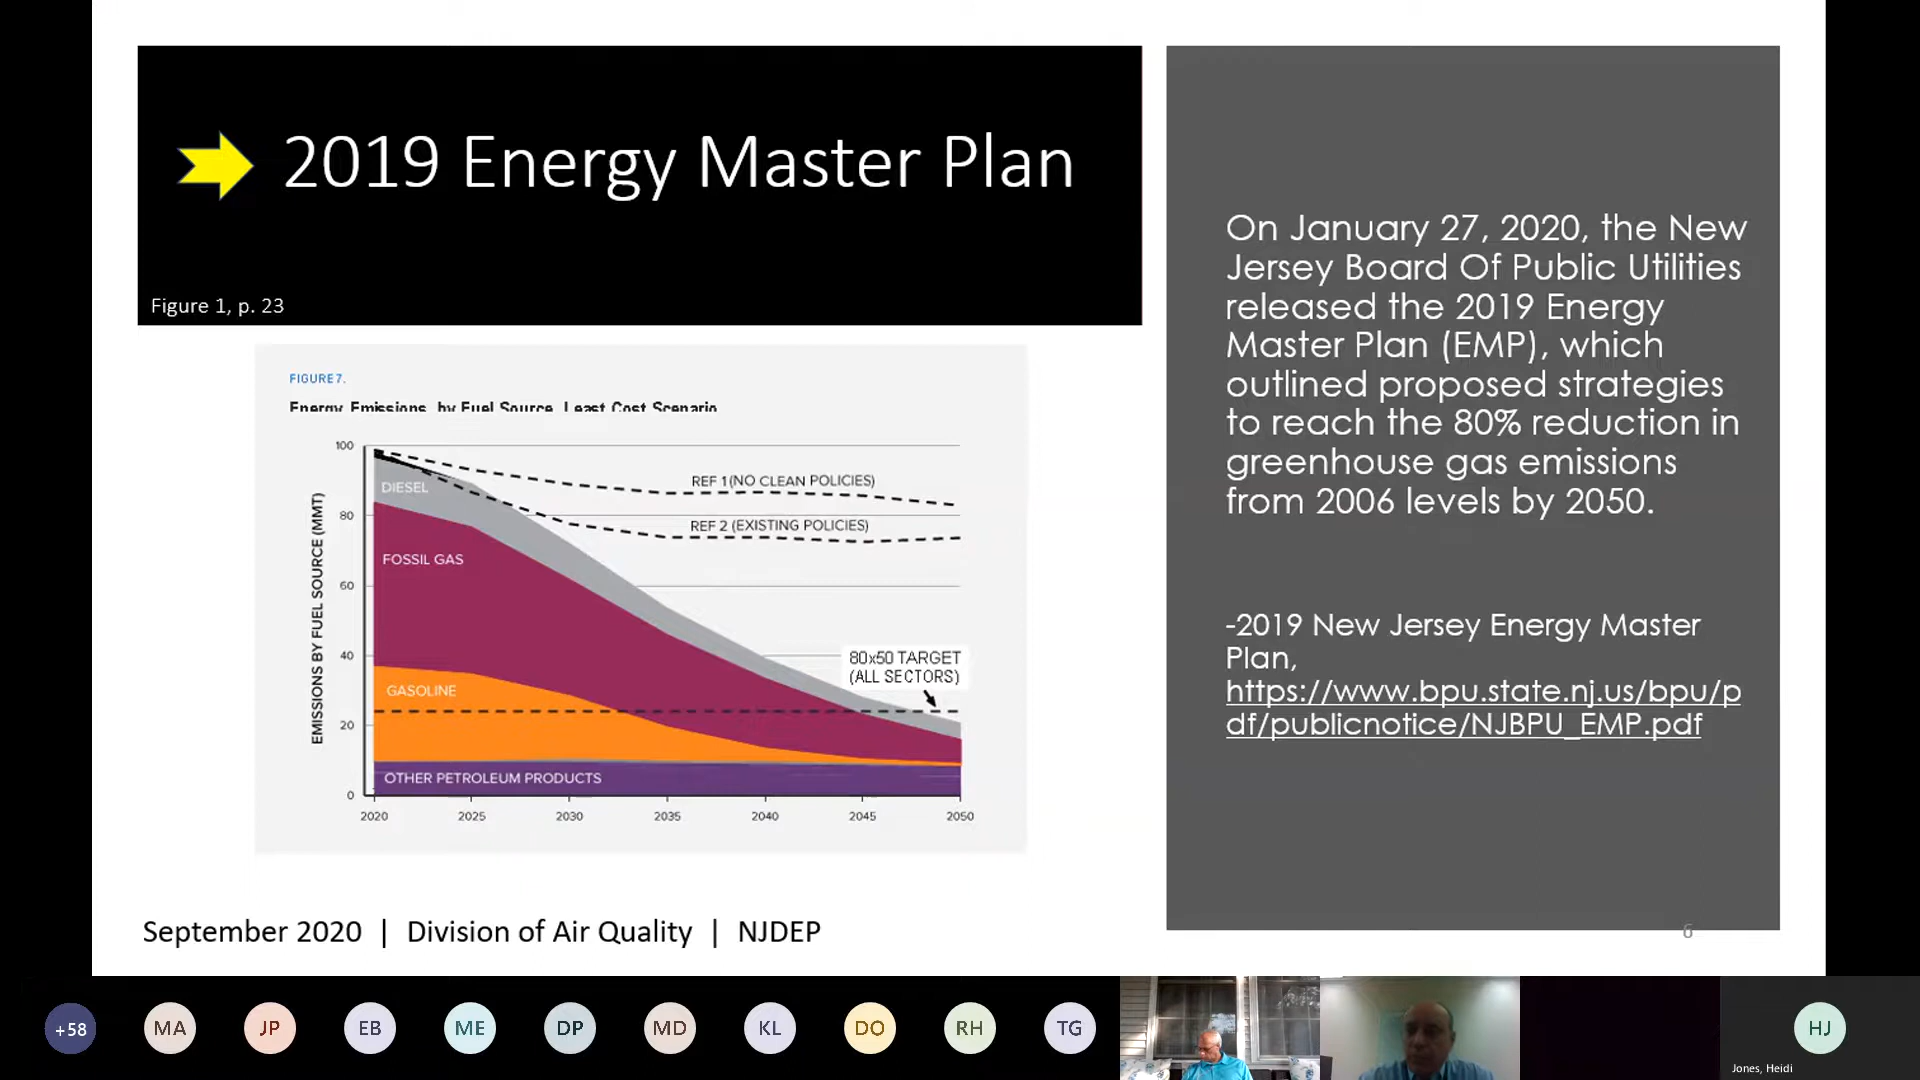 2019 Energy Master Plan
Figure 1, p. 23
FIGURE 7.
Energy Emissions, by Fuel Source, Least Cost Scenario
EMISSIONS BY FUEL SOURCE (MMT)
100
80
60
40
20
0
DIESEL
FOSSIL GAS
GASOLINE
OTHER PETROLEUM PRODUCTS
REF 1 (NO CLEAN POLICIES)
REF 2 (EXISTING POLICIES)
80x50 TARGET
(ALL SECTORS)
2020 2025 2030 2035 2040 2045 2050
On January 27, 2020, the New
Jersey Board Of Public Utilities
released the 2019 Energy
Master Plan (EMP), which
outlined proposed strategies
to reach the 80% reduction in
greenhouse gas emissions
from 2006 levels by 2050.
-2019 New Jersey Energy Master
Plan,
https://www.bpu.state.nj.us/bpu/p
df/publicnotice/NJBPU_EMP.pdf
September 2020 | Division of Air Quality | NJDEP
6
+58 MA JP EB ME DP MD KL DO RH TG HJ
Jones, Heidi